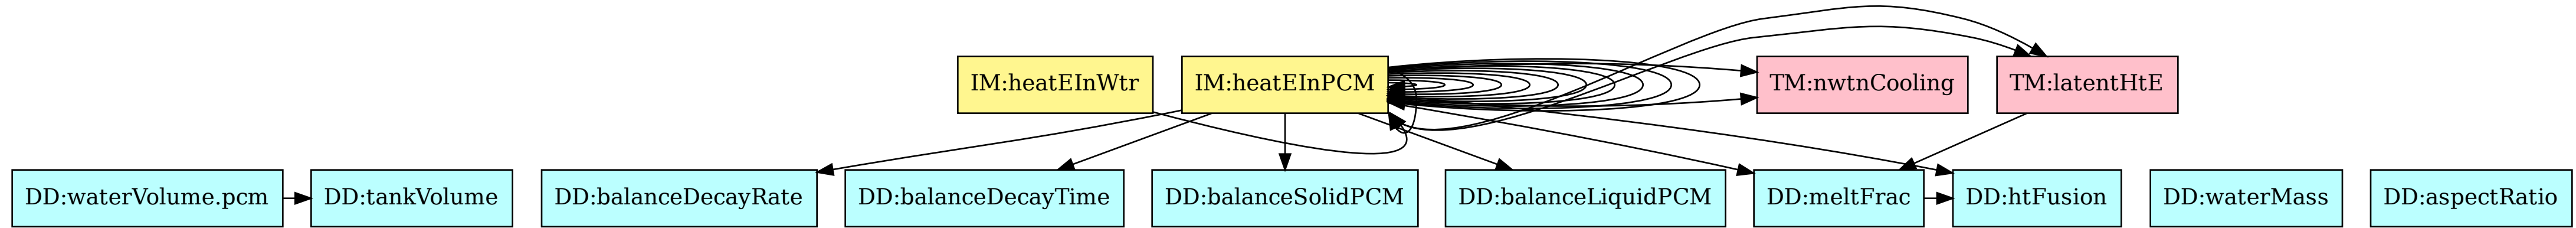 IM:heatEInWtr
IM:heatEInPCM
TM:nwtnCooling
TM:latentHtE
DD:waterVolume.pcm
DD:tankVolume
DD:balanceDecayRate
DD:balanceDecayTime
DD:balanceSolidPCM
DD:balanceLiquidPCM
DD:meltFrac
DD:htFusion
DD:waterMass
DD:aspectRatio